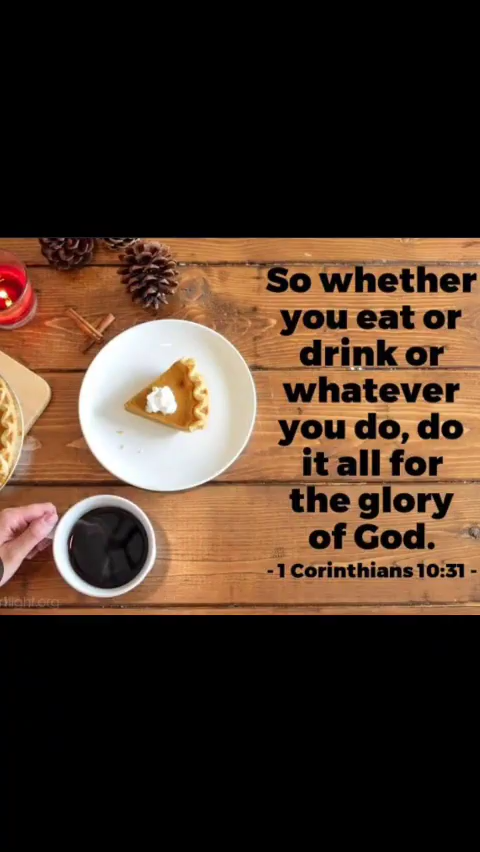 So whether
you eat or
drink or
whatever
you do, do
it all for
the glory
of God.
- 1 Corinthians 10:31 -